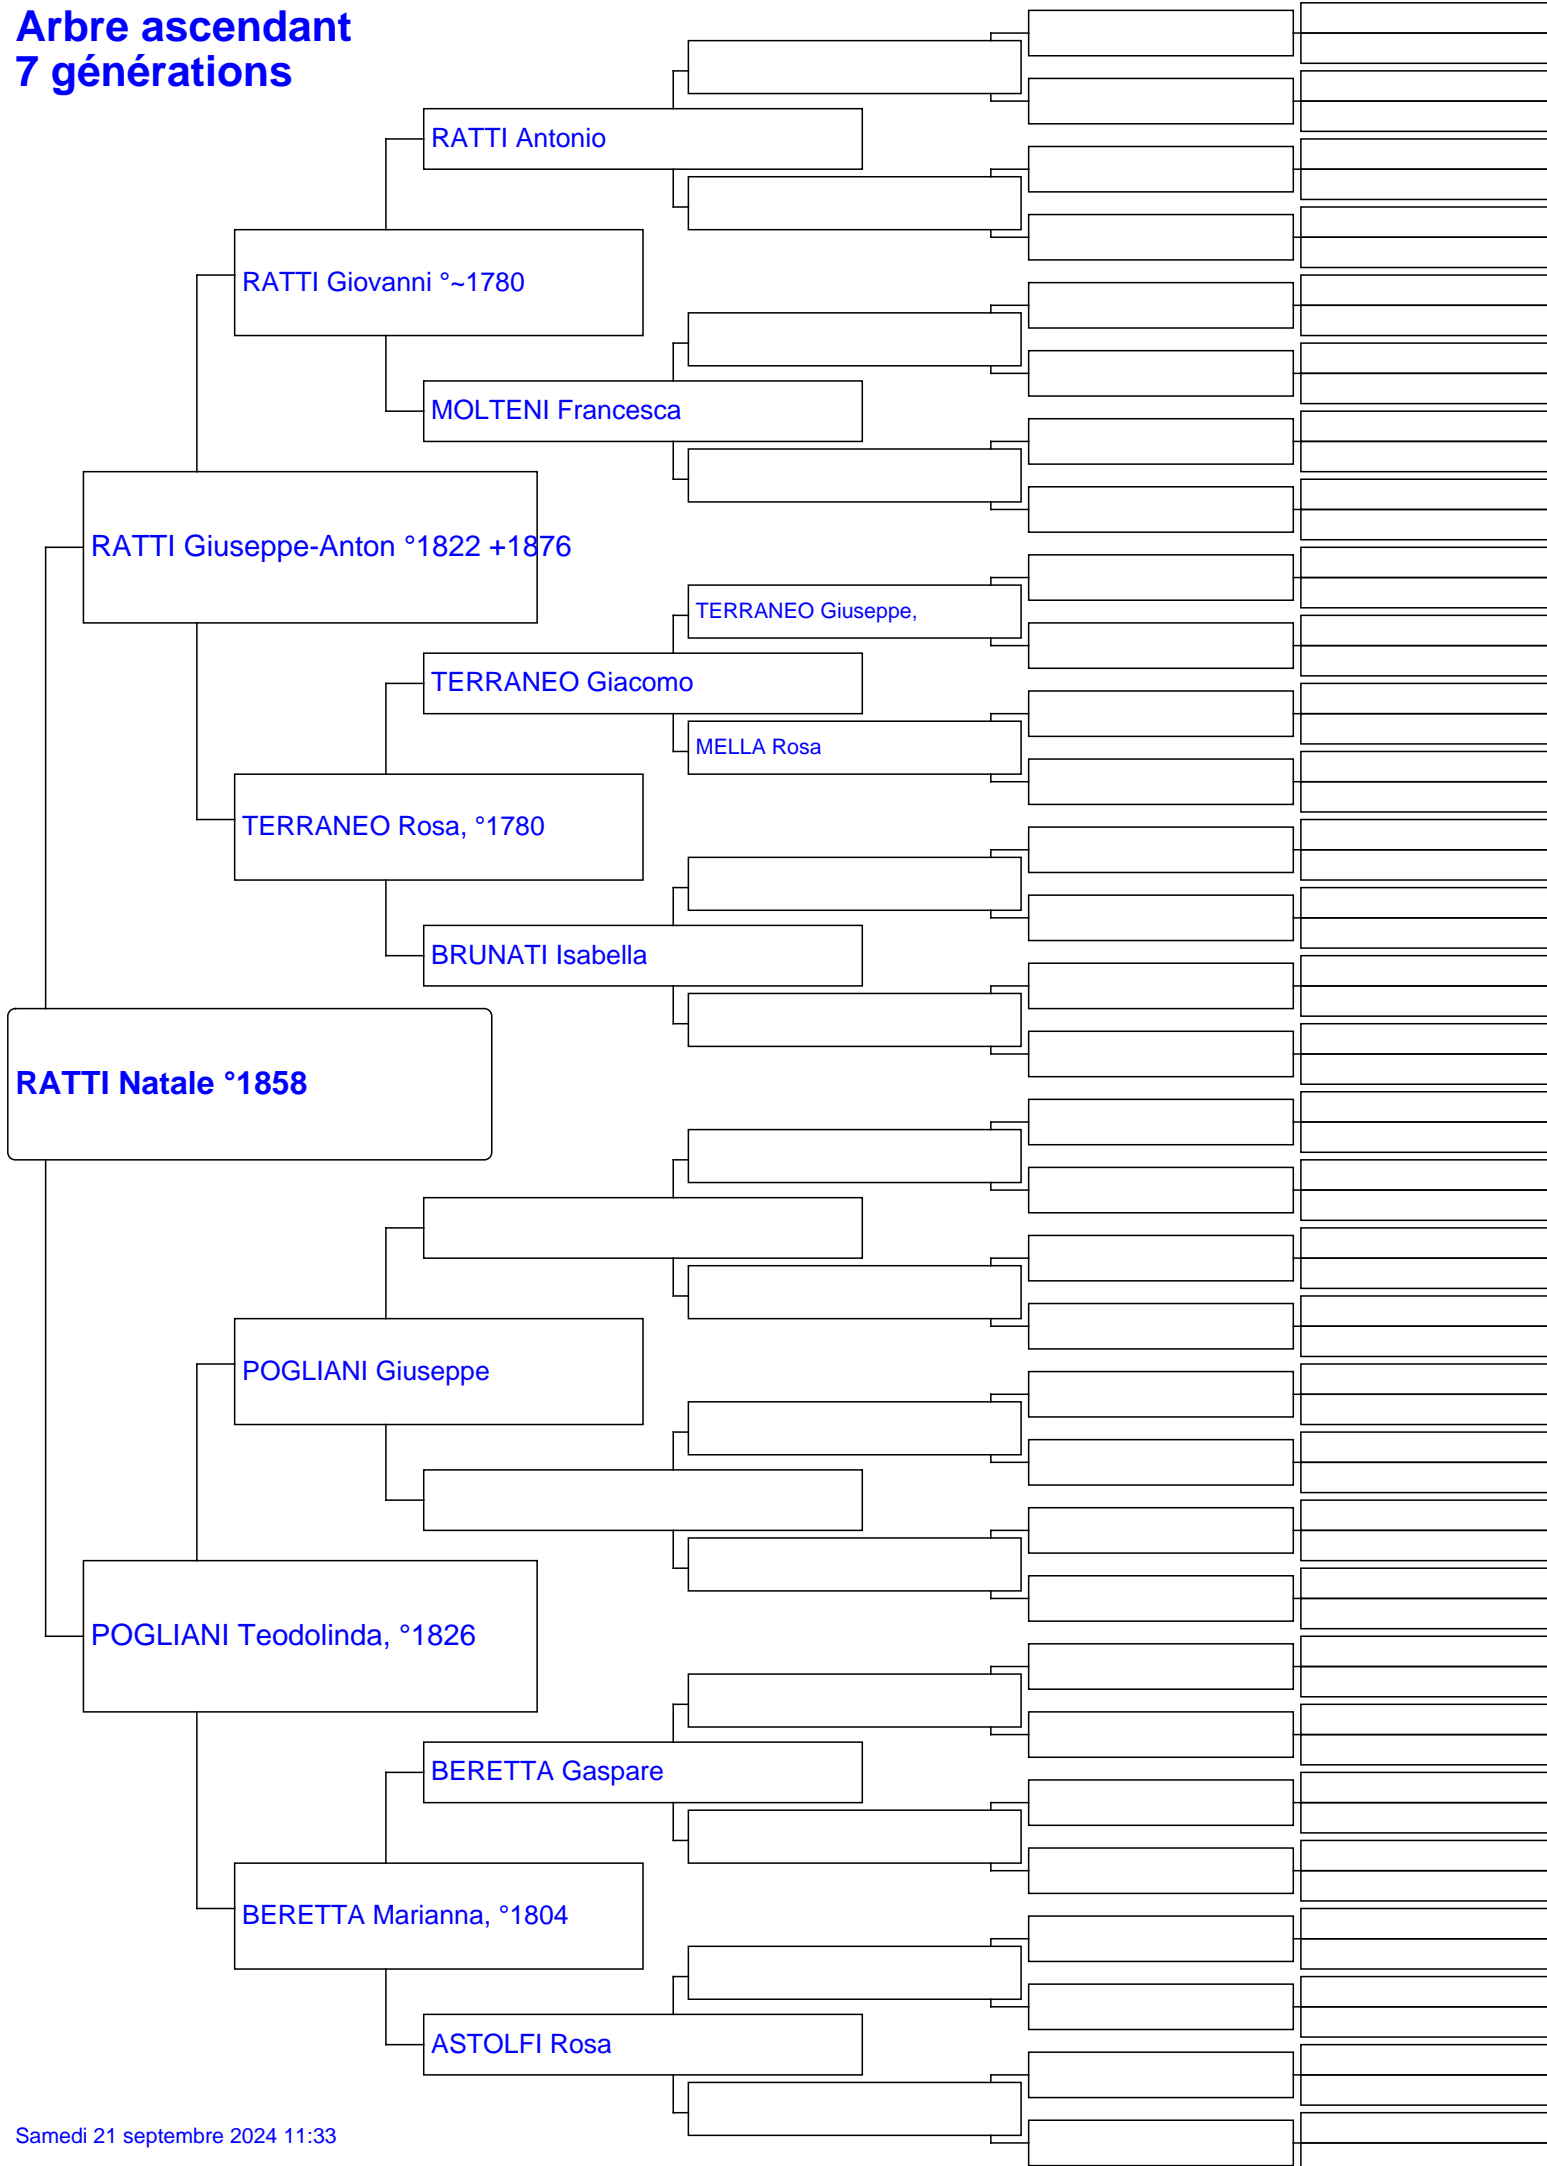 Arbre ascendant
7 générations
RATTI Antonio
RATTI Giovanni °~1780
MOLTENI Francesca
RATTI Giuseppe-Anton °1822 +1876
TERRANEO Giuseppe,
TERRANEO Giacomo
MELLA Rosa
TERRANEO Rosa, °1780
BRUNATI Isabella
RATTI Natale °1858
POGLIANI Giuseppe
POGLIANI Teodolinda, °1826
BERETTA Gaspare
BERETTA Marianna, °1804
ASTOLFI Rosa
Samedi 21 septembre 2024 11:33